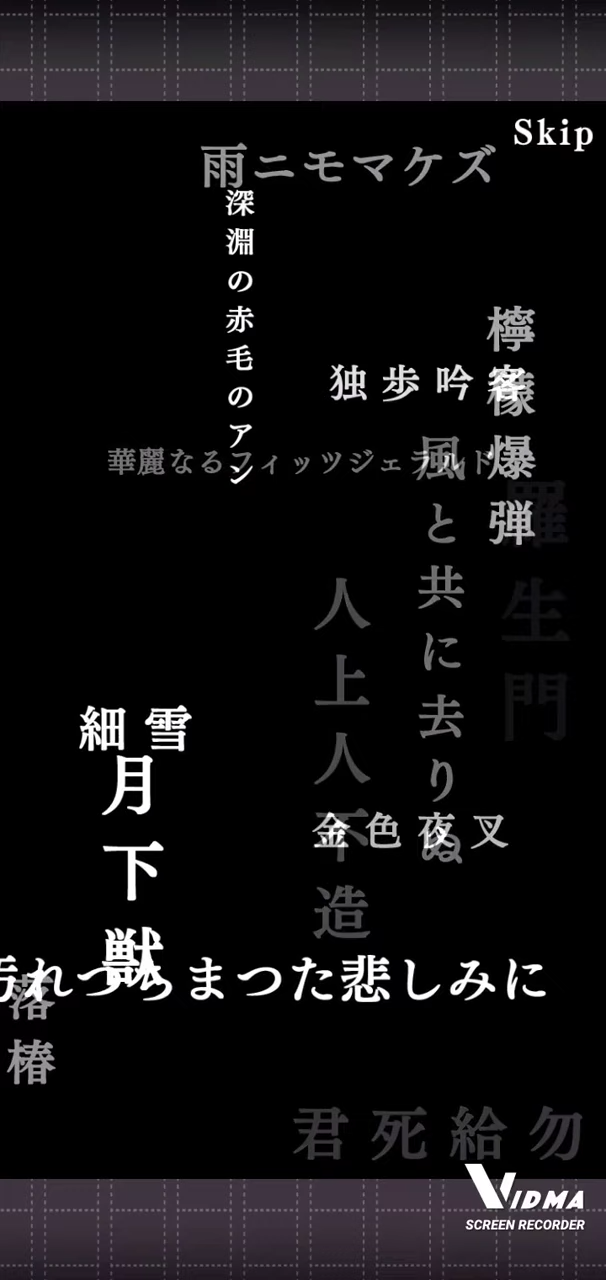 Skip
雨ニモマケズ
深淵の赤毛のアン
檸檬爆弾
独歩吟客
華麗なるフィッツジェラルド
風と共に去りぬ
羅生門
人上人不造
細雪
月下獣
金色夜叉
汚れつちまつた悲しみに
落椿
君死給勿
VIDMA
SCREEN RECORDER